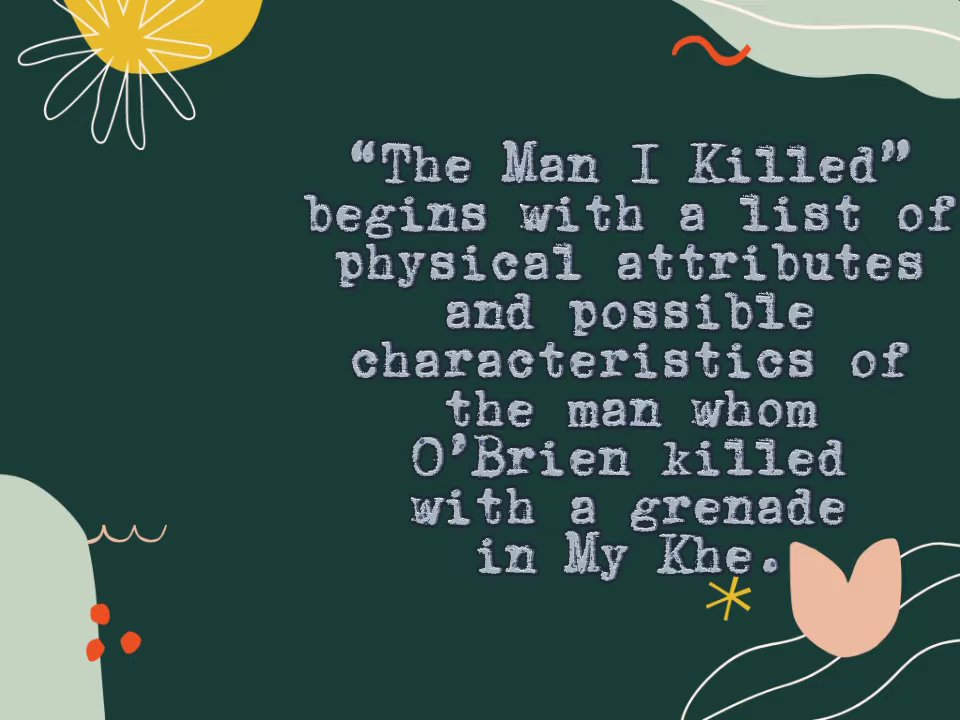 “The Man I Killed”
begins with a list of
physical attributes
and possible
characteristics of
the man whom
O’Brien killed
with a grenade
in My Khe.